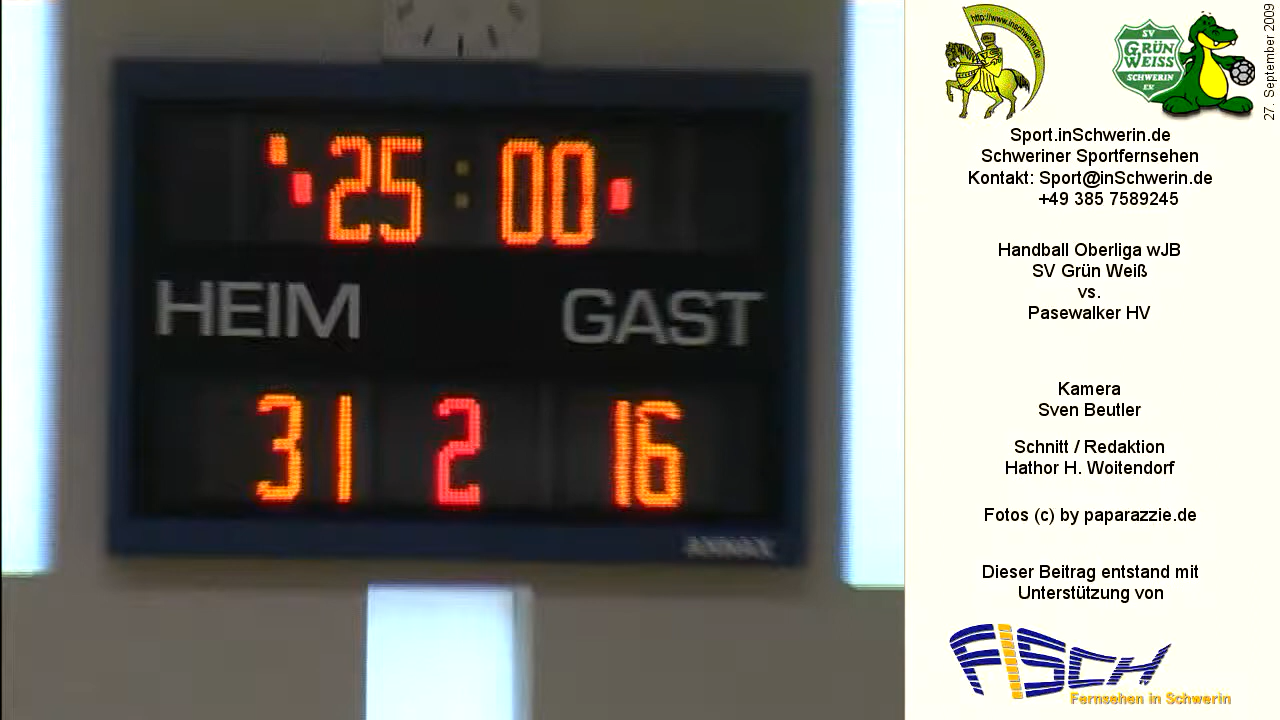 25:00
HEIM GAST
31 2 16
ANNAX
http://www.inschwerin.de
SV
GRÜN
WEISS
SCHWERIN
E.V.
27. September 2009
Sport.inSchwerin.de
Schweriner Sportfernsehen
Kontakt: Sport@inSchwerin.de
+49 385 7589245
Handball Oberliga wJB
SV Grün Weiß
vs.
Pasewalker HV
Kamera
Sven Beutler
Schnitt / Redaktion
Hathor H. Woitendorf
Fotos (c) by paparazzie.de
Dieser Beitrag entstand mit
Unterstützung von
FISCH
TV
Fernsehen in Schwerin